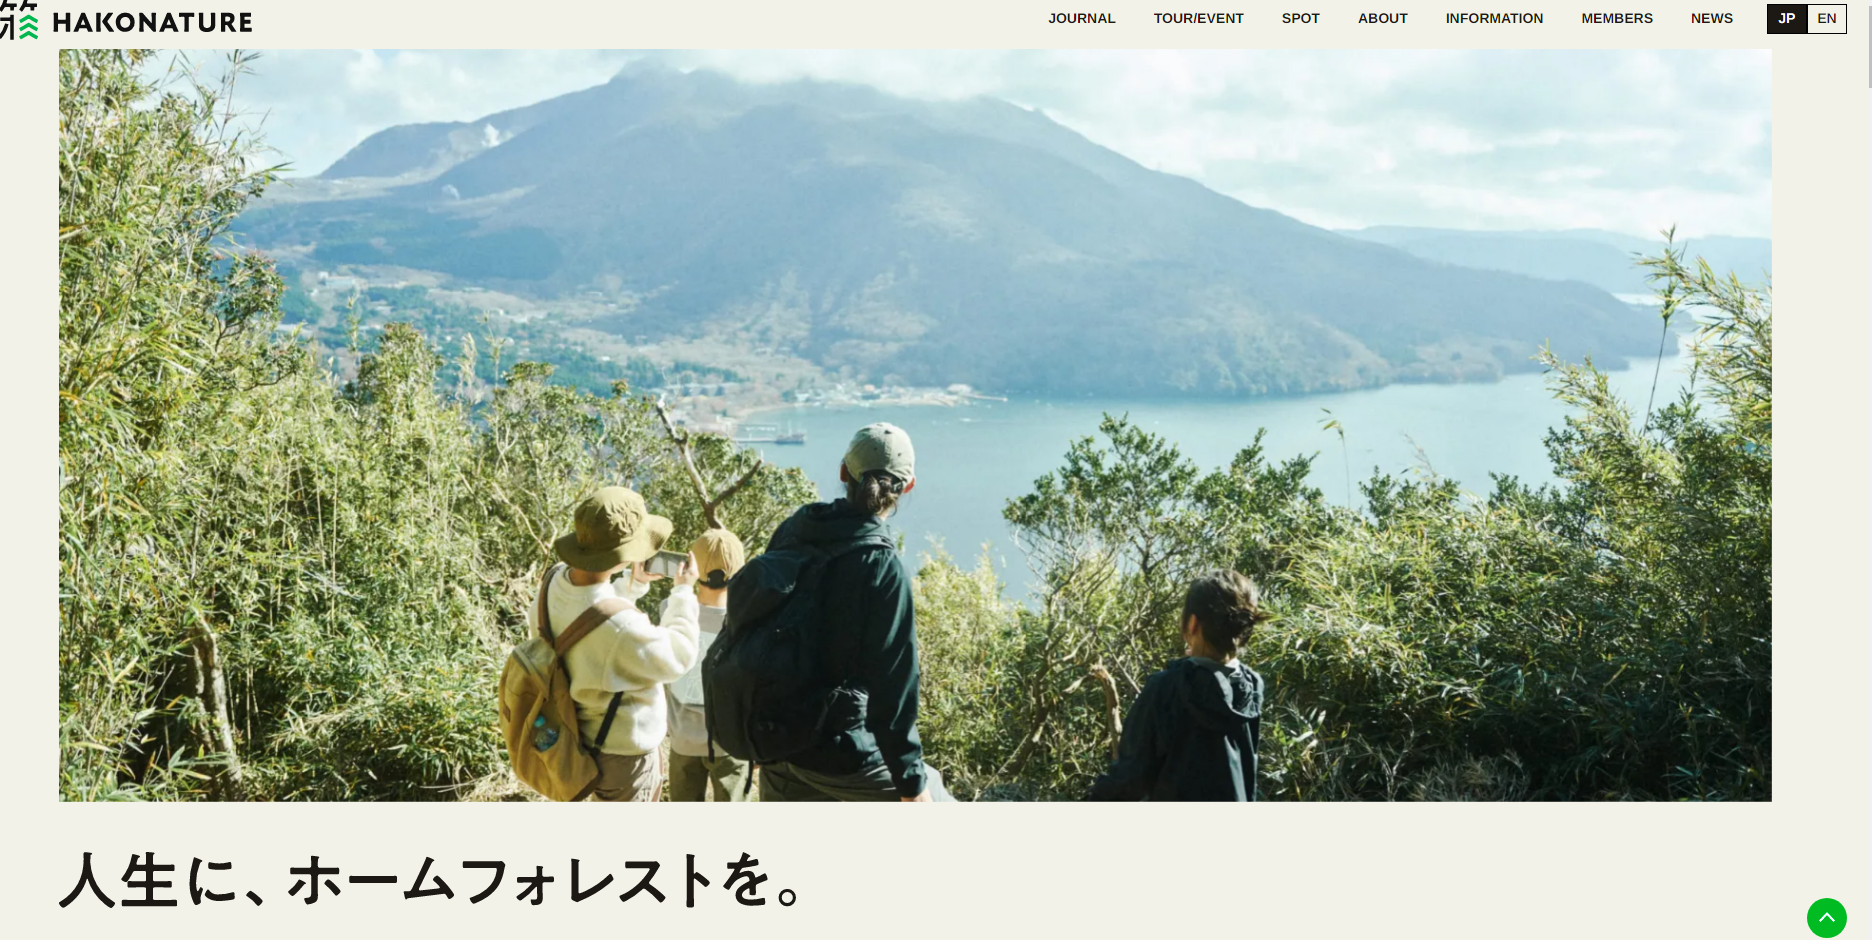 HAKONATURE
JOURNAL TOUR/EVENT SPOT ABOUT INFORMATION MEMBERS NEWS JP EN
人生に、ホームフォレストを。